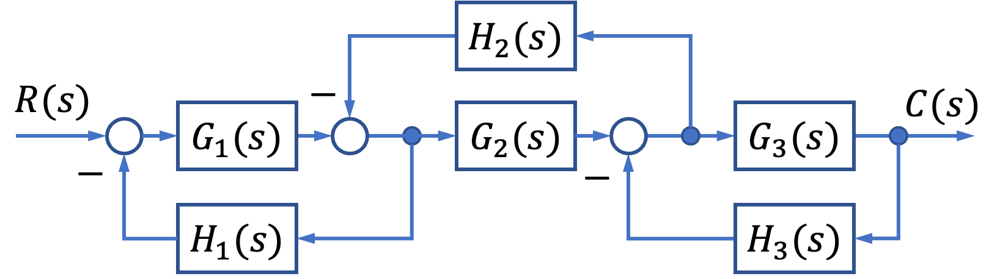 H₂(s)
R(s)
−
C(s)
G₁(s)
G₂(s)
G₃(s)
−
−
H₁(s)
H₃(s)